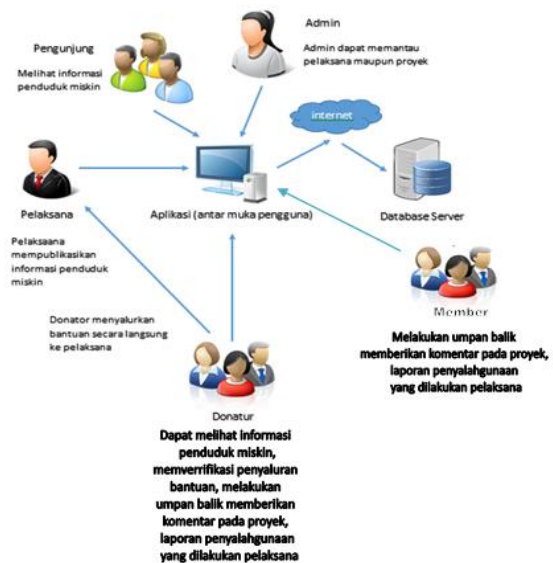 Admin
Admin dapat memantau
pelaksana maupun proyek
Pengunjung
Melihat informasi
penduduk miskin
internet
Pelaksana
Aplikasi (antar muka pengguna)
Database Server
Pelaksaana
mempublikasikan
informasi penduduk
miskin
Member
Melakukan umpan balik
memberikan komentar pada proyek,
laporan penyalahgunaan
yang dilakukan pelaksana
Donator menyalurkan
bantuan secara langsung
ke pelaksana
Donatur
Dapat melihat informasi
penduduk miskin,
memverrifikasi penyaluran
bantuan, melakukan
umpan balik memberikan
komentar pada proyek,
laporan penyalahgunaan
yang dilakukan pelaksana